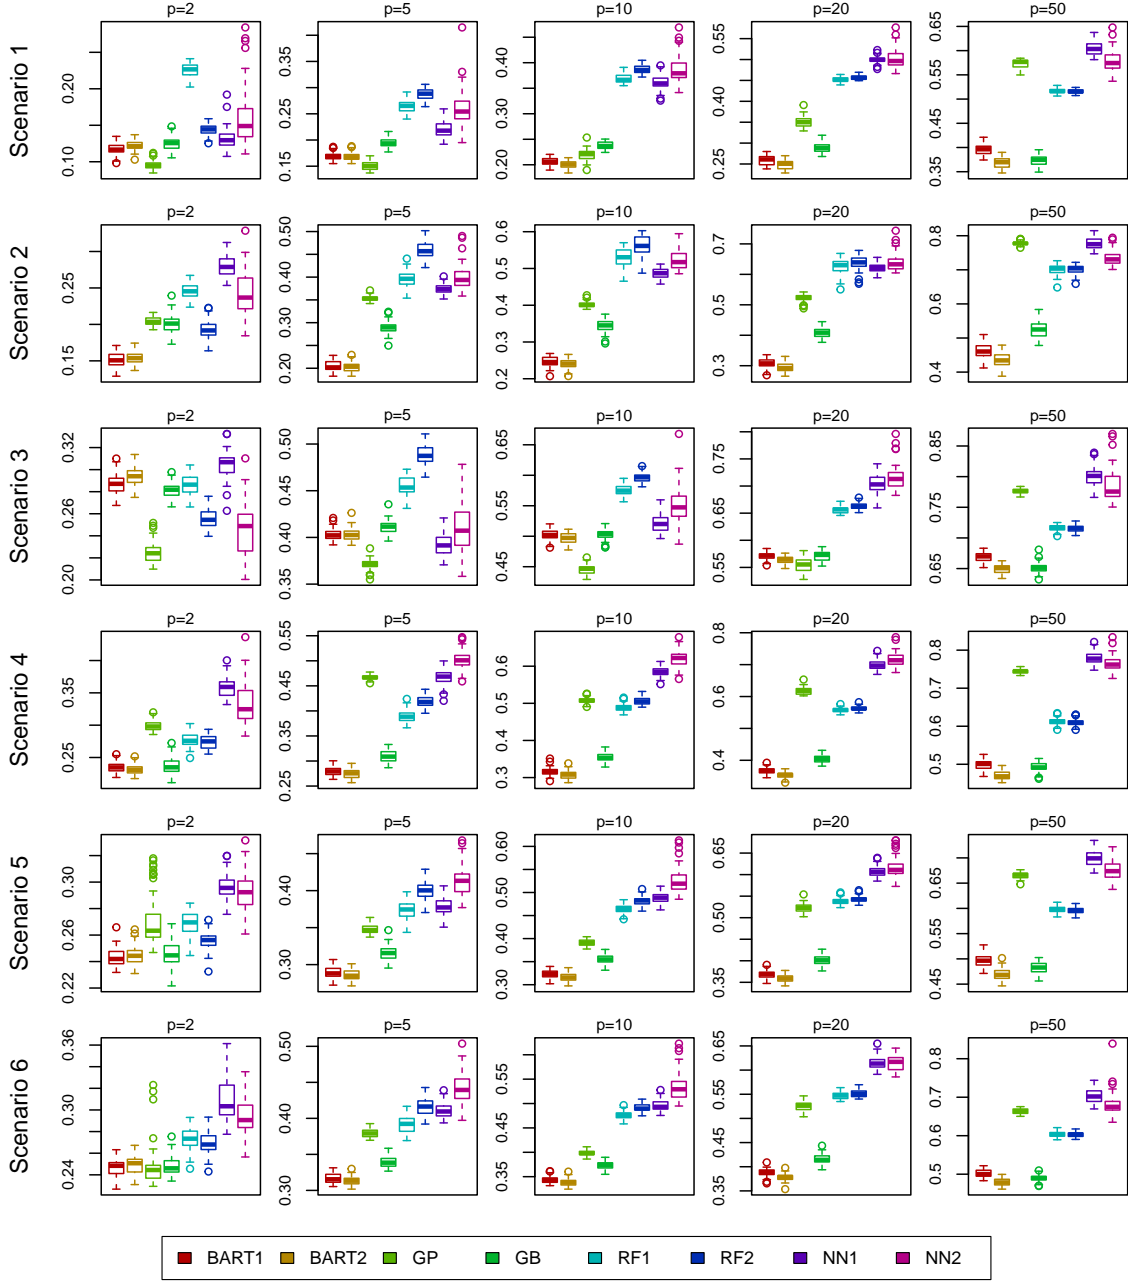 p=2 p=5 p=10 p=20 p=50
Scenario 1
0.10 0.20
0.15 0.25 0.35
0.20 0.30 0.40
0.25 0.40 0.55
0.35 0.45 0.55 0.65
p=2 p=5 p=10 p=20 p=50
Scenario 2
0.15 0.25
0.20 0.30 0.40 0.50
0.2 0.3 0.4 0.5 0.6
0.3 0.5 0.7
0.4 0.6 0.8
p=2 p=5 p=10 p=20 p=50
Scenario 3
0.20 0.26 0.32
0.35 0.40 0.45 0.50
0.45 0.55 0.65
0.55 0.65 0.75
0.65 0.75 0.85
p=2 p=5 p=10 p=20 p=50
Scenario 4
0.25 0.35
0.25 0.35 0.45 0.55
0.3 0.4 0.5 0.6
0.4 0.6 0.8
0.5 0.6 0.7 0.8
p=2 p=5 p=10 p=20 p=50
Scenario 5
0.22 0.26 0.30
0.30 0.40
0.30 0.40 0.50 0.60
0.35 0.50 0.65
0.45 0.55 0.65
p=2 p=5 p=10 p=20 p=50
Scenario 6
0.24 0.30 0.36
0.30 0.40 0.50
0.35 0.45 0.55
0.35 0.45 0.55 0.65
0.5 0.6 0.7 0.8
BART1 BART2 GP GB RF1 RF2 NN1 NN2